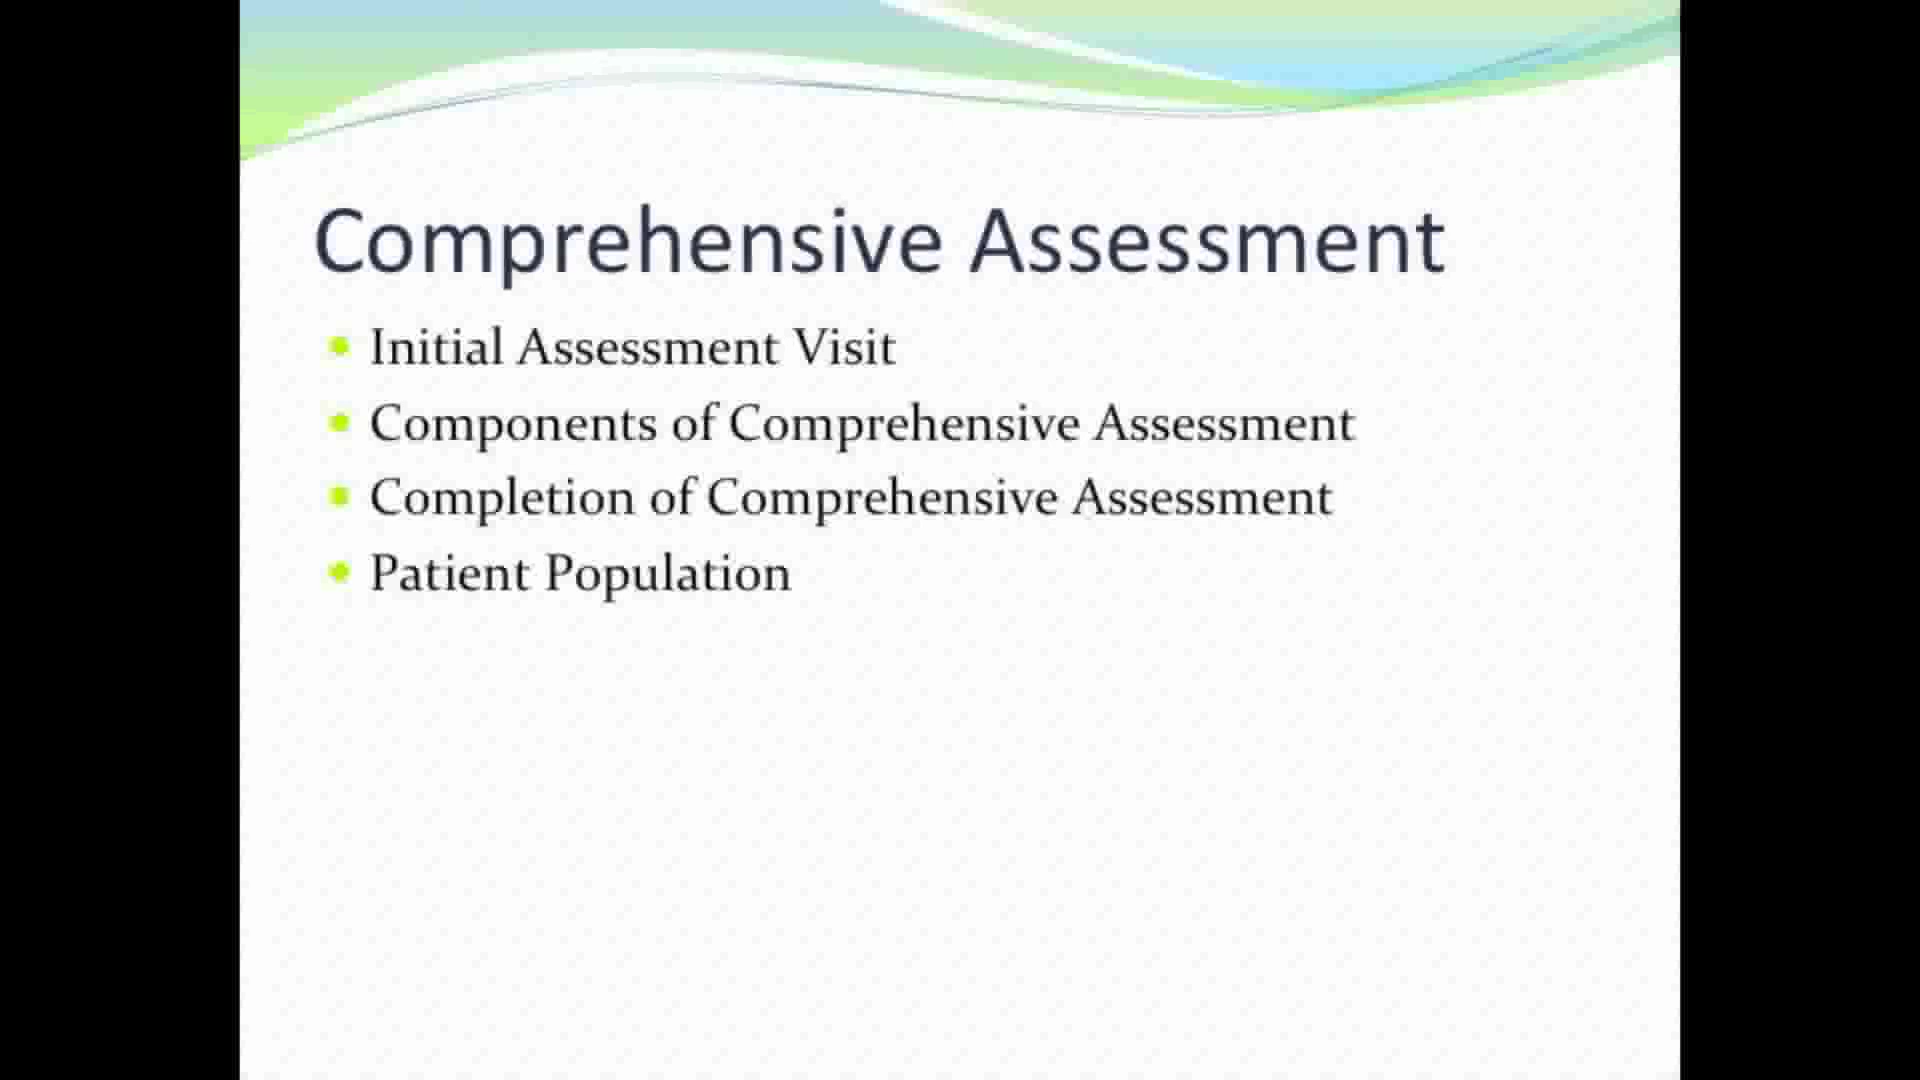 Comprehensive Assessment
Initial Assessment Visit
Components of Comprehensive Assessment
Completion of Comprehensive Assessment
Patient Population